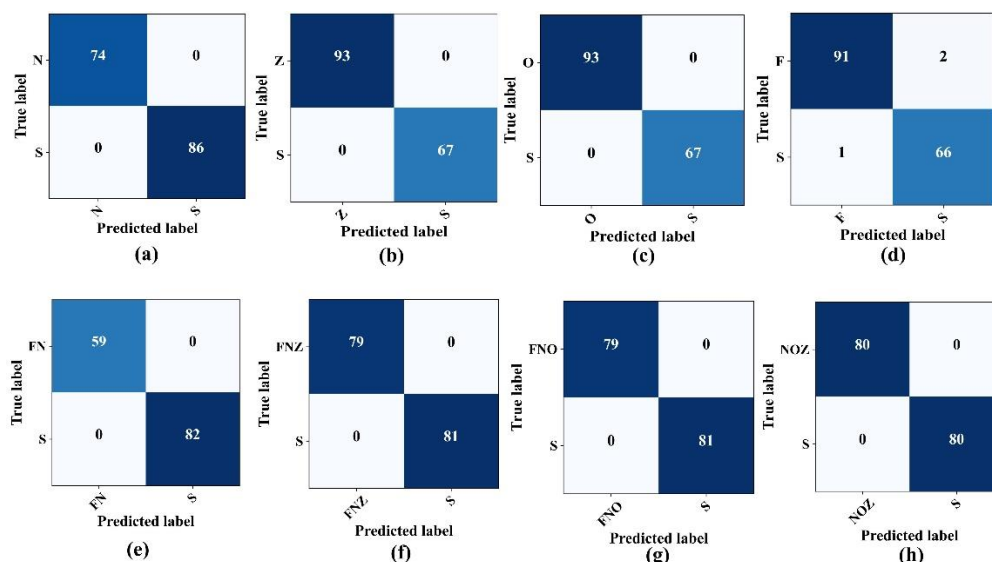 N 74 0
True label
S 0 86
N S
Predicted label
(a)
Z 93 0
True label
S 0 67
Z S
Predicted label
(b)
O 93 0
True label
S 0 67
O S
Predicted label
(c)
F 91 2
True label
S 1 66
F S
Predicted label
(d)
FN 59 0
True label
S 0 82
FN S
Predicted label
(e)
FNZ 79 0
True label
S 0 81
FNZ S
Predicted label
(f)
FNO 79 0
True label
S 0 81
FNO S
Predicted label
(g)
NOZ 80 0
True label
S 0 80
NOZ S
Predicted label
(h)